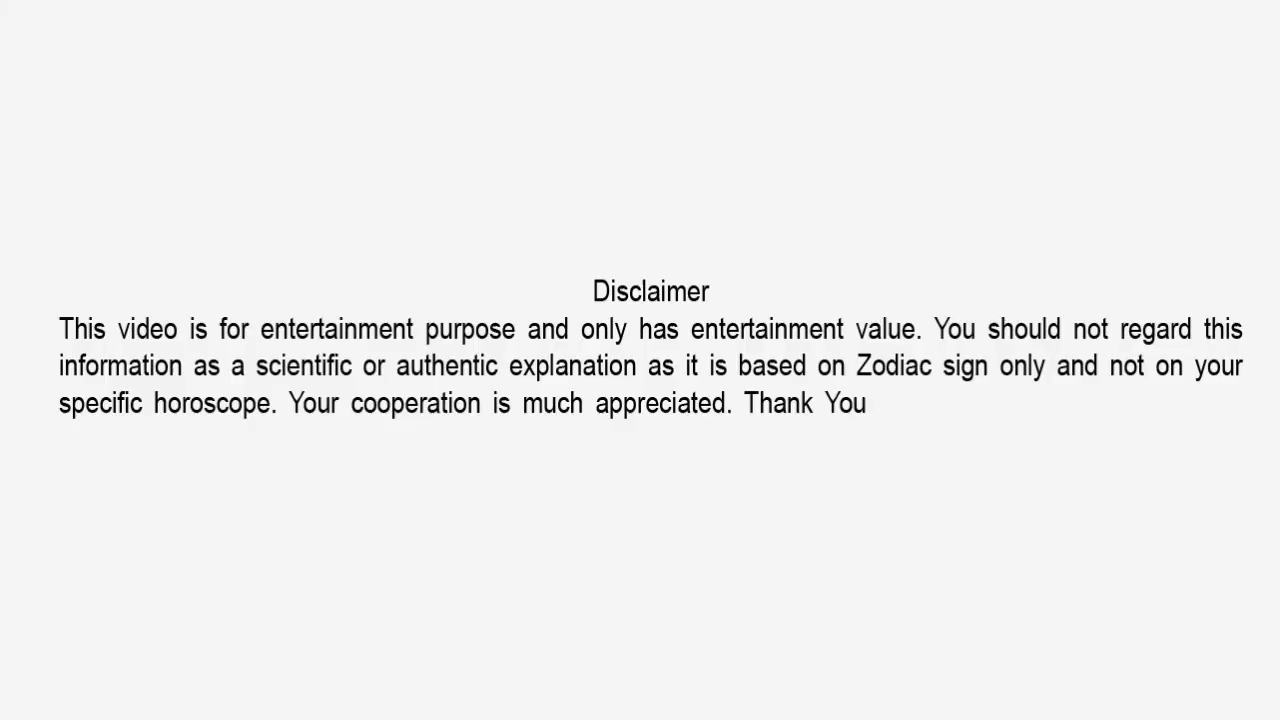 Disclaimer
This video is for entertainment purpose and only has entertainment value. You should not regard this
information as a scientific or authentic explanation as it is based on Zodiac sign only and not on your
specific horoscope. Your cooperation is much appreciated. Thank You